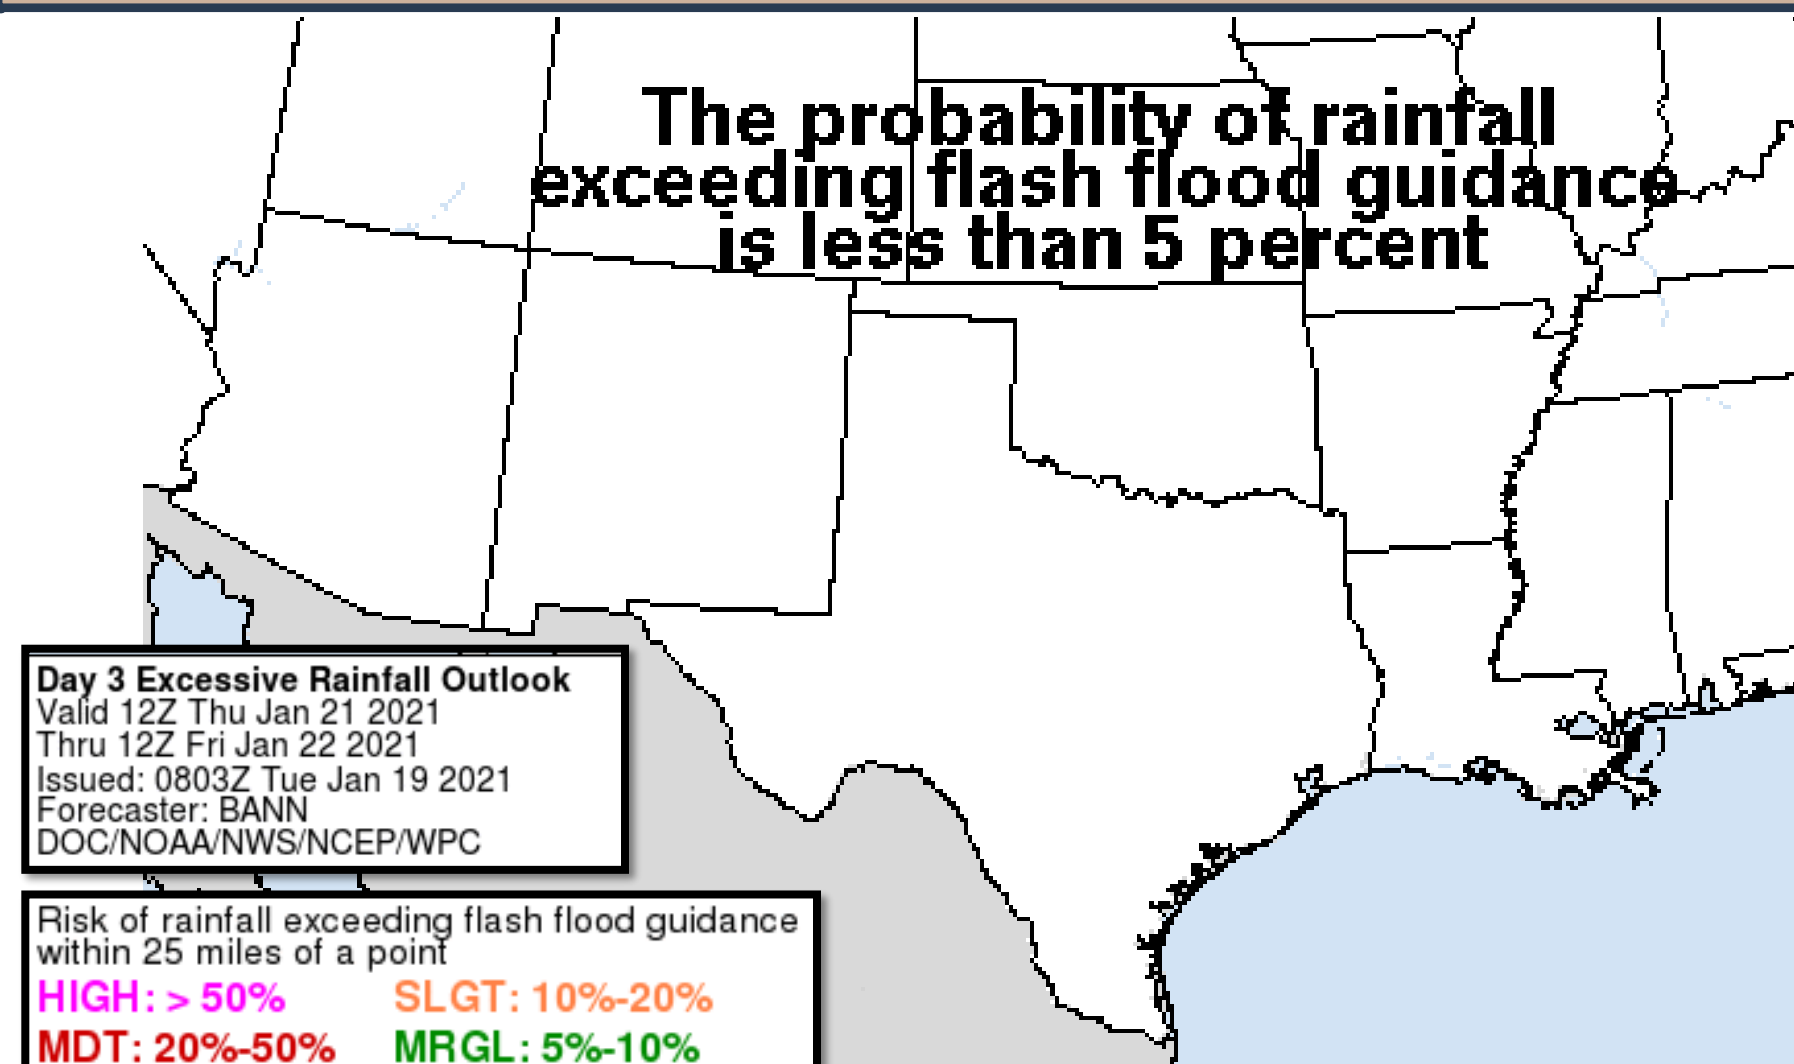 The probability of rainfall
exceeding flash flood guidance
is less than 5 percent
Day 3 Excessive Rainfall Outlook
Valid 12Z Thu Jan 21 2021
Thru 12Z Fri Jan 22 2021
Issued: 0803Z Tue Jan 19 2021
Forecaster: BANN
DOC/NOAA/NWS/NCEP/WPC
Risk of rainfall exceeding flash flood guidance
within 25 miles of a point
HIGH: > 50% SLGT: 10%-20%
MDT: 20%-50% MRGL: 5%-10%